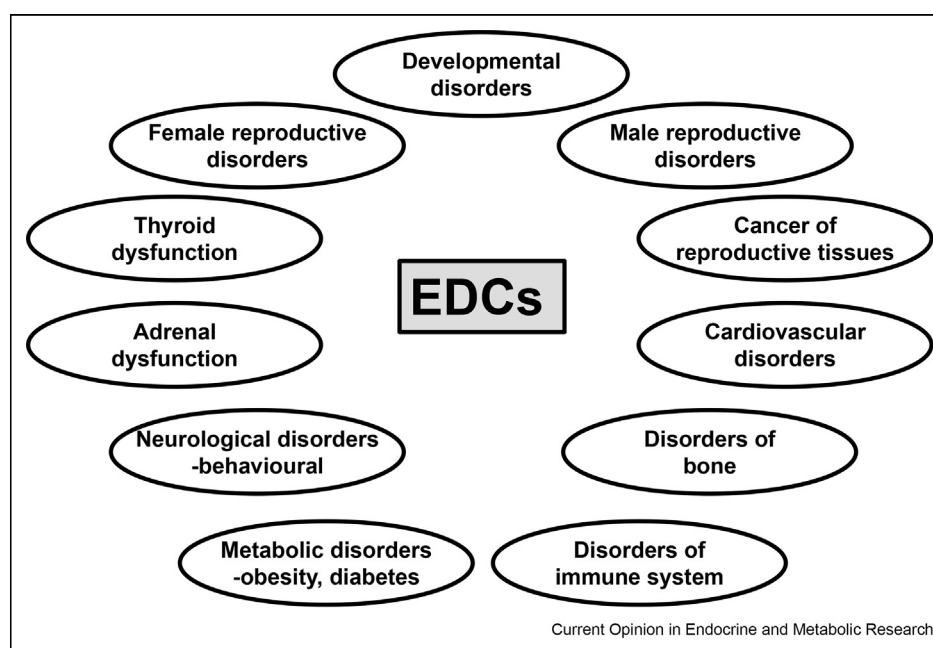 Developmental
disorders
Female reproductive
disorders
Male reproductive
disorders
Thyroid
dysfunction
Cancer of
reproductive tissues
EDCs
Adrenal
dysfunction
Cardiovascular
disorders
Neurological disorders
-behavioural
Disorders of
bone
Metabolic disorders
-obesity, diabetes
Disorders of
immune system
Current Opinion in Endocrine and Metabolic Research